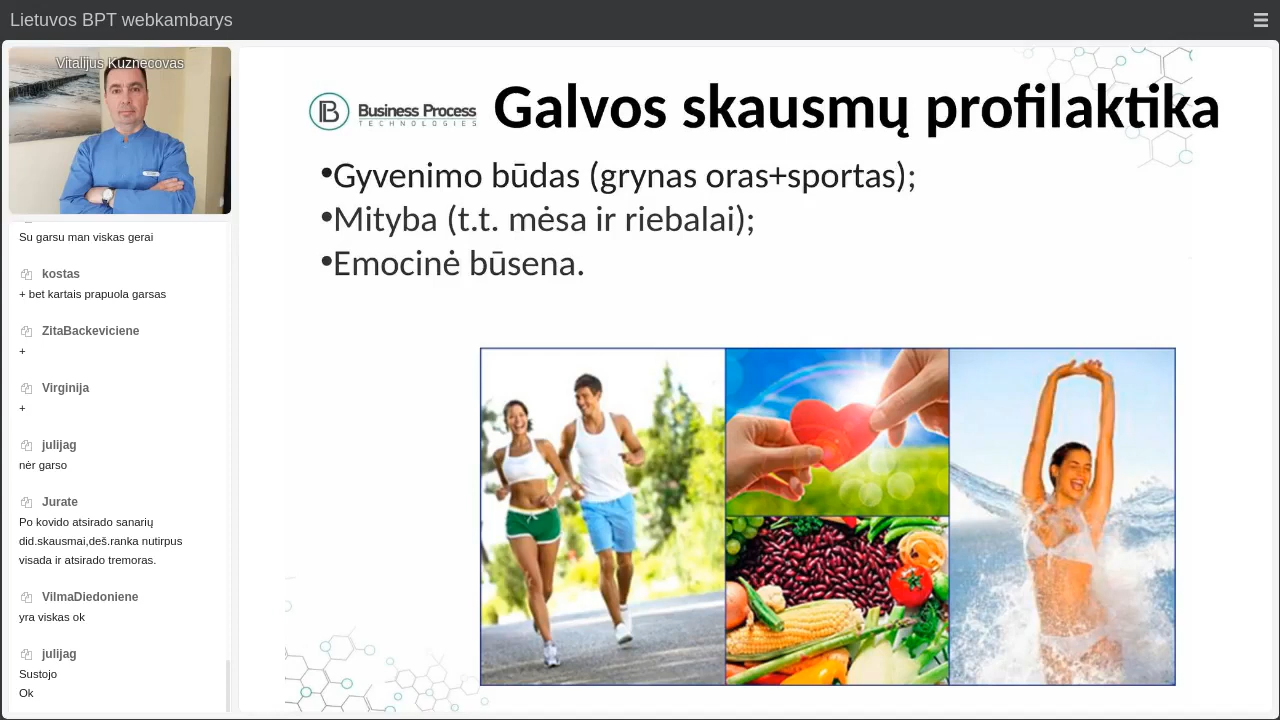 Lietuvos BPT webkambarys
Vitalijus Kuznecovas
Su garsu man viskas gerai
kostas
+ bet kartais prapuola garsas
ZitaBackeviciene
+
Virginija
+
julijag
nėr garso
Jurate
Po kovido atsirado sanarių
did.skausmai,deš.ranka nutirpus
visada ir atsirado tremoras.
VilmaDiedoniene
yra viskas ok
julijag
Sustojo
Ok
Business Process
TECHNOLOGIES
Galvos skausmų profilaktika
•Gyvenimo būdas (grynas oras+sportas);
•Mityba (t.t. mėsa ir riebalai);
•Emocinė būsena.